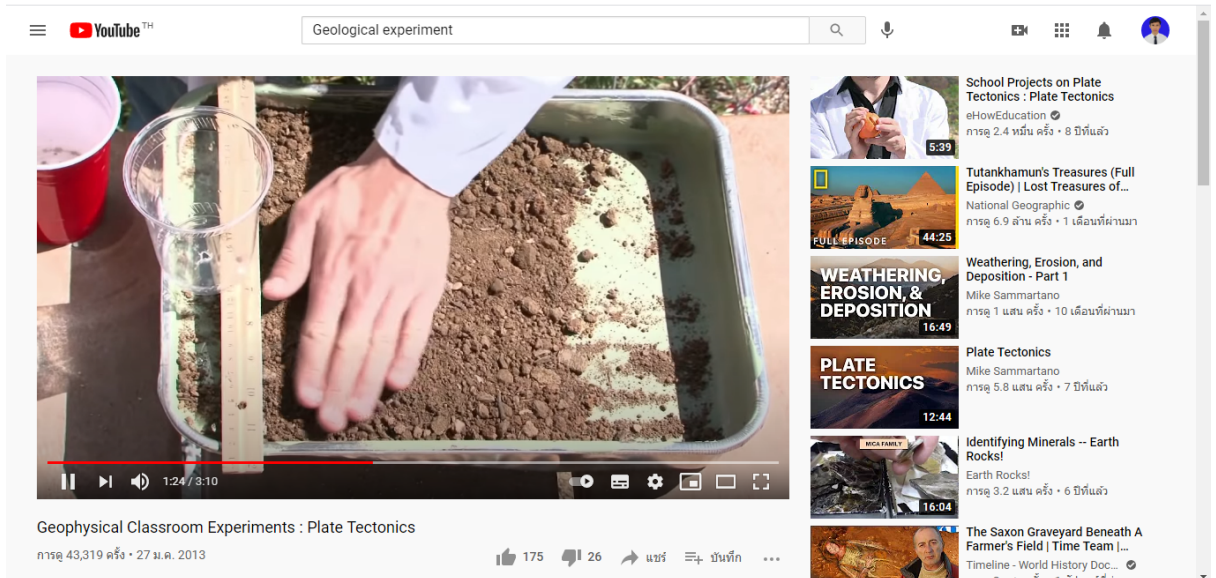 YouTube TH
Geological experiment
1:24 / 3:10
Geophysical Classroom Experiments : Plate Tectonics
การดู 43,319 ครั้ง • 27 ม.ค. 2013
175
26
แชร์
บันทึก
5:39
School Projects on Plate
Tectonics : Plate Tectonics
eHowEducation
การดู 2.4 หมื่น ครั้ง • 8 ปีที่แล้ว
FULL EPISODE
44:25
Tutankhamun's Treasures (Full
Episode) | Lost Treasures of...
National Geographic
การดู 6.9 ล้าน ครั้ง • 1 เดือนที่ผ่านมา
WEATHERING,
EROSION, &
DEPOSITION
16:49
Weathering, Erosion, and
Deposition - Part 1
Mike Sammartano
การดู 1 แสน ครั้ง • 10 เดือนที่ผ่านมา
PLATE
TECTONICS
12:44
Plate Tectonics
Mike Sammartano
การดู 5.8 แสน ครั้ง • 7 ปีที่แล้ว
MICA FAMILY
16:04
Identifying Minerals -- Earth
Rocks!
Earth Rocks!
การดู 3.2 แสน ครั้ง • 6 ปีที่แล้ว
The Saxon Graveyard Beneath A
Farmer's Field | Time Team |...
Timeline - World History Doc...